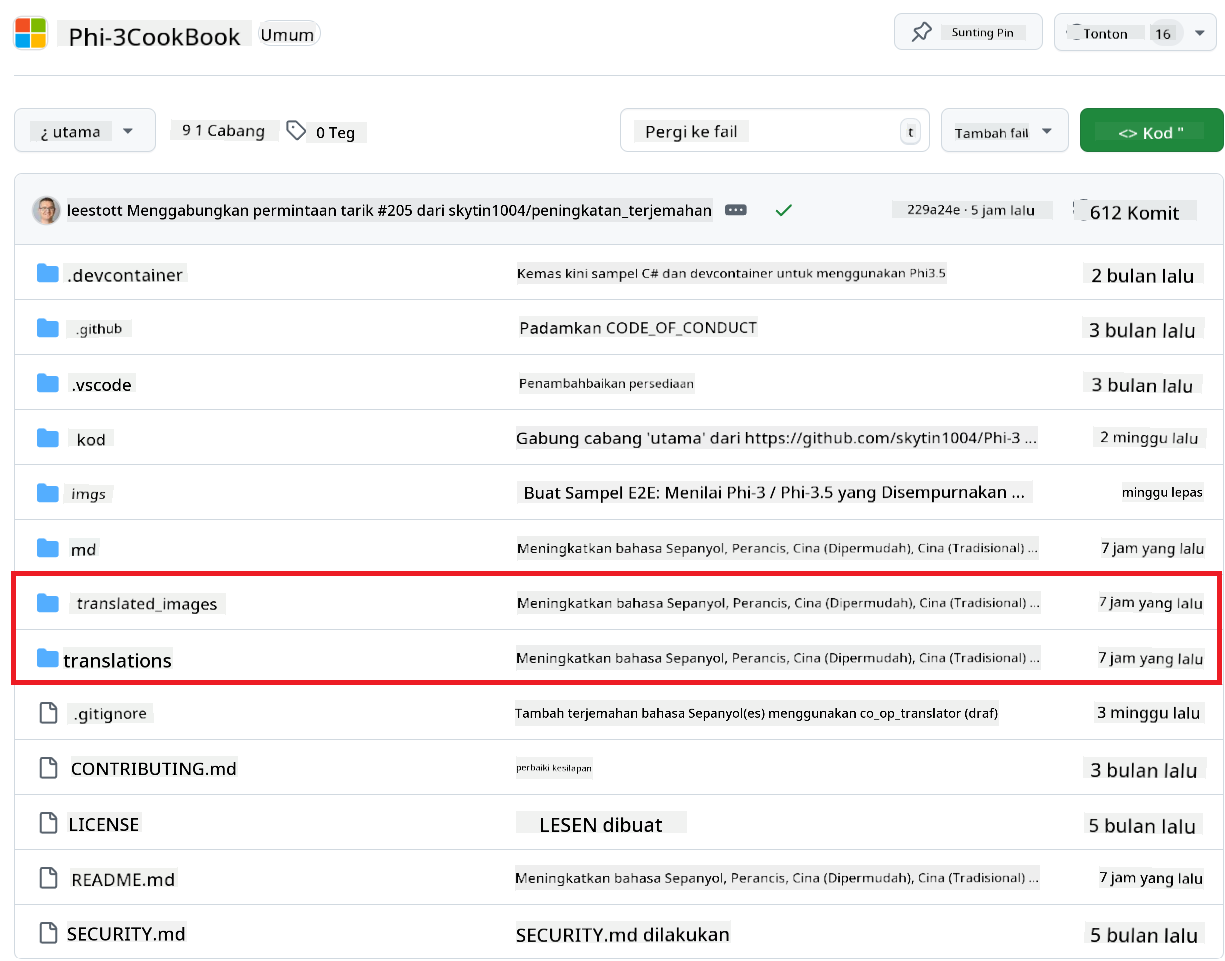 Phi-3CookBook Umum Sunting Pin Tonton 16
¿ utama 9 1 Cabang 0 Teg Pergi ke fail t Tambah fail <> Kod "
leestott Menggabungkan permintaan tarik #205 dari skytin1004/peningkatan_terjemahan 229a24e · 5 jam lalu 612 Komit
.devcontainer Kemas kini sampel C# dan devcontainer untuk menggunakan Phi3.5 2 bulan lalu
.github Padamkan CODE_OF_CONDUCT 3 bulan lalu
.vscode Penambahbaikan persediaan 3 bulan lalu
kod Gabung cabang 'utama' dari https://github.com/skytin1004/Phi-3 ... 2 minggu lalu
imgs Buat Sampel E2E: Menilai Phi-3 / Phi-3.5 yang Disempurnakan ... minggu lepas
md Meningkatkan bahasa Sepanyol, Perancis, Cina (Dipermudah), Cina (Tradisional) ... 7 jam yang lalu
translated_images Meningkatkan bahasa Sepanyol, Perancis, Cina (Dipermudah), Cina (Tradisional) ... 7 jam yang lalu
translations Meningkatkan bahasa Sepanyol, Perancis, Cina (Dipermudah), Cina (Tradisional) ... 7 jam yang lalu
.gitignore Tambah terjemahan bahasa Sepanyol(es) menggunakan co_op_translator (draf) 3 minggu lalu
CONTRIBUTING.md perbaiki kesilapan 3 bulan lalu
LICENSE LESEN dibuat 5 bulan lalu
README.md Meningkatkan bahasa Sepanyol, Perancis, Cina (Dipermudah), Cina (Tradisional) ... 7 jam yang lalu
SECURITY.md SECURITY.md dilakukan 5 bulan lalu